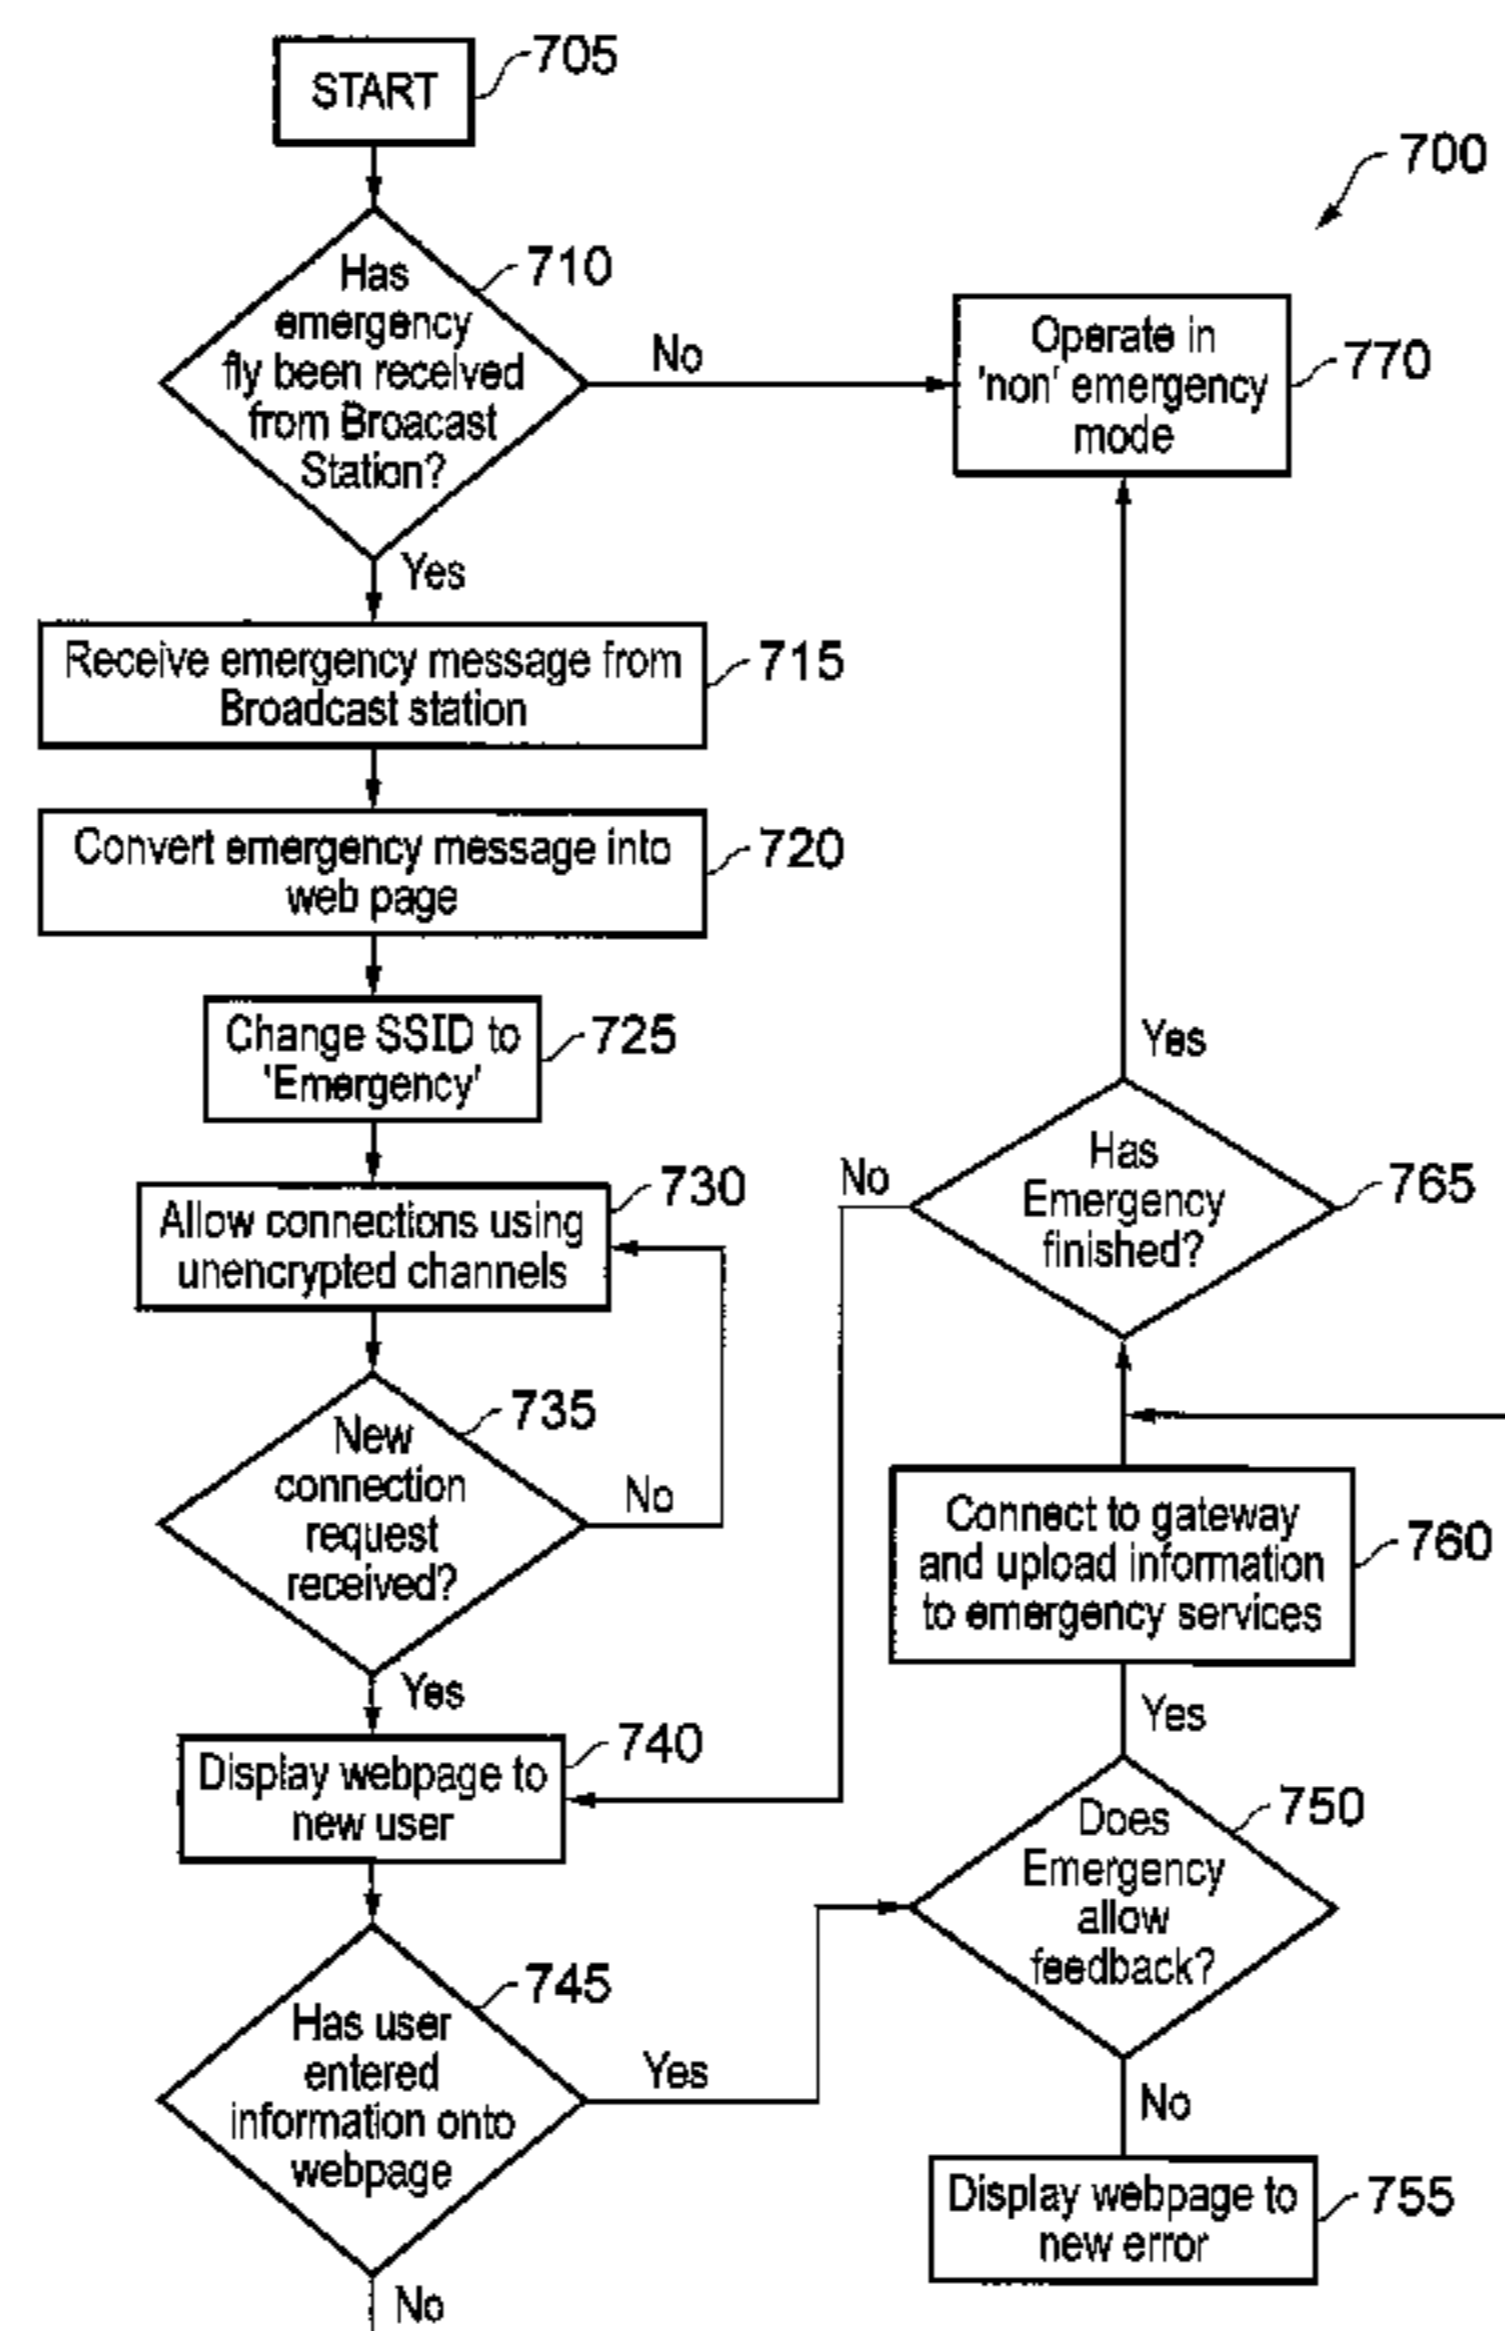 START
705
700
Has
emergency
fly been received
from Broacast
Station?
710
No
Operate in
'non' emergency
mode
770
Yes
Receive emergency message from
Broadcast station
715
Convert emergency message into
web page
720
Change SSID to
'Emergency'
725
Allow connections using
unencrypted channels
730
New
connection
request
received?
735
No
Yes
Display webpage to
new user
740
Has user
entered
information onto
webpage
745
Yes
No
Yes
Has
Emergency
finished?
765
No
Connect to gateway
and upload information
to emergency services
760
Yes
Does
Emergency
allow
feedback?
750
No
Display webpage to
new error
755